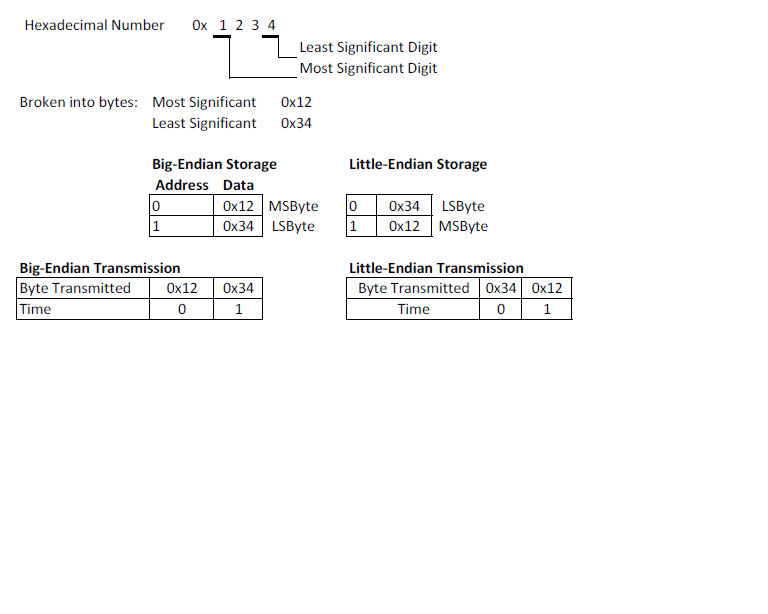 Hexadecimal Number 0x 1 2 3 4
Least Significant Digit
Most Significant Digit
Broken into bytes: Most Significant 0x12
Least Significant 0x34
Big-Endian Storage Little-Endian Storage
Address Data
0 0x12 MSByte 0 0x34 LSByte
1 0x34 LSByte 1 0x12 MSByte
Big-Endian Transmission Little-Endian Transmission
Byte Transmitted 0x12 0x34 Byte Transmitted 0x34 0x12
Time 0 1 Time 0 1